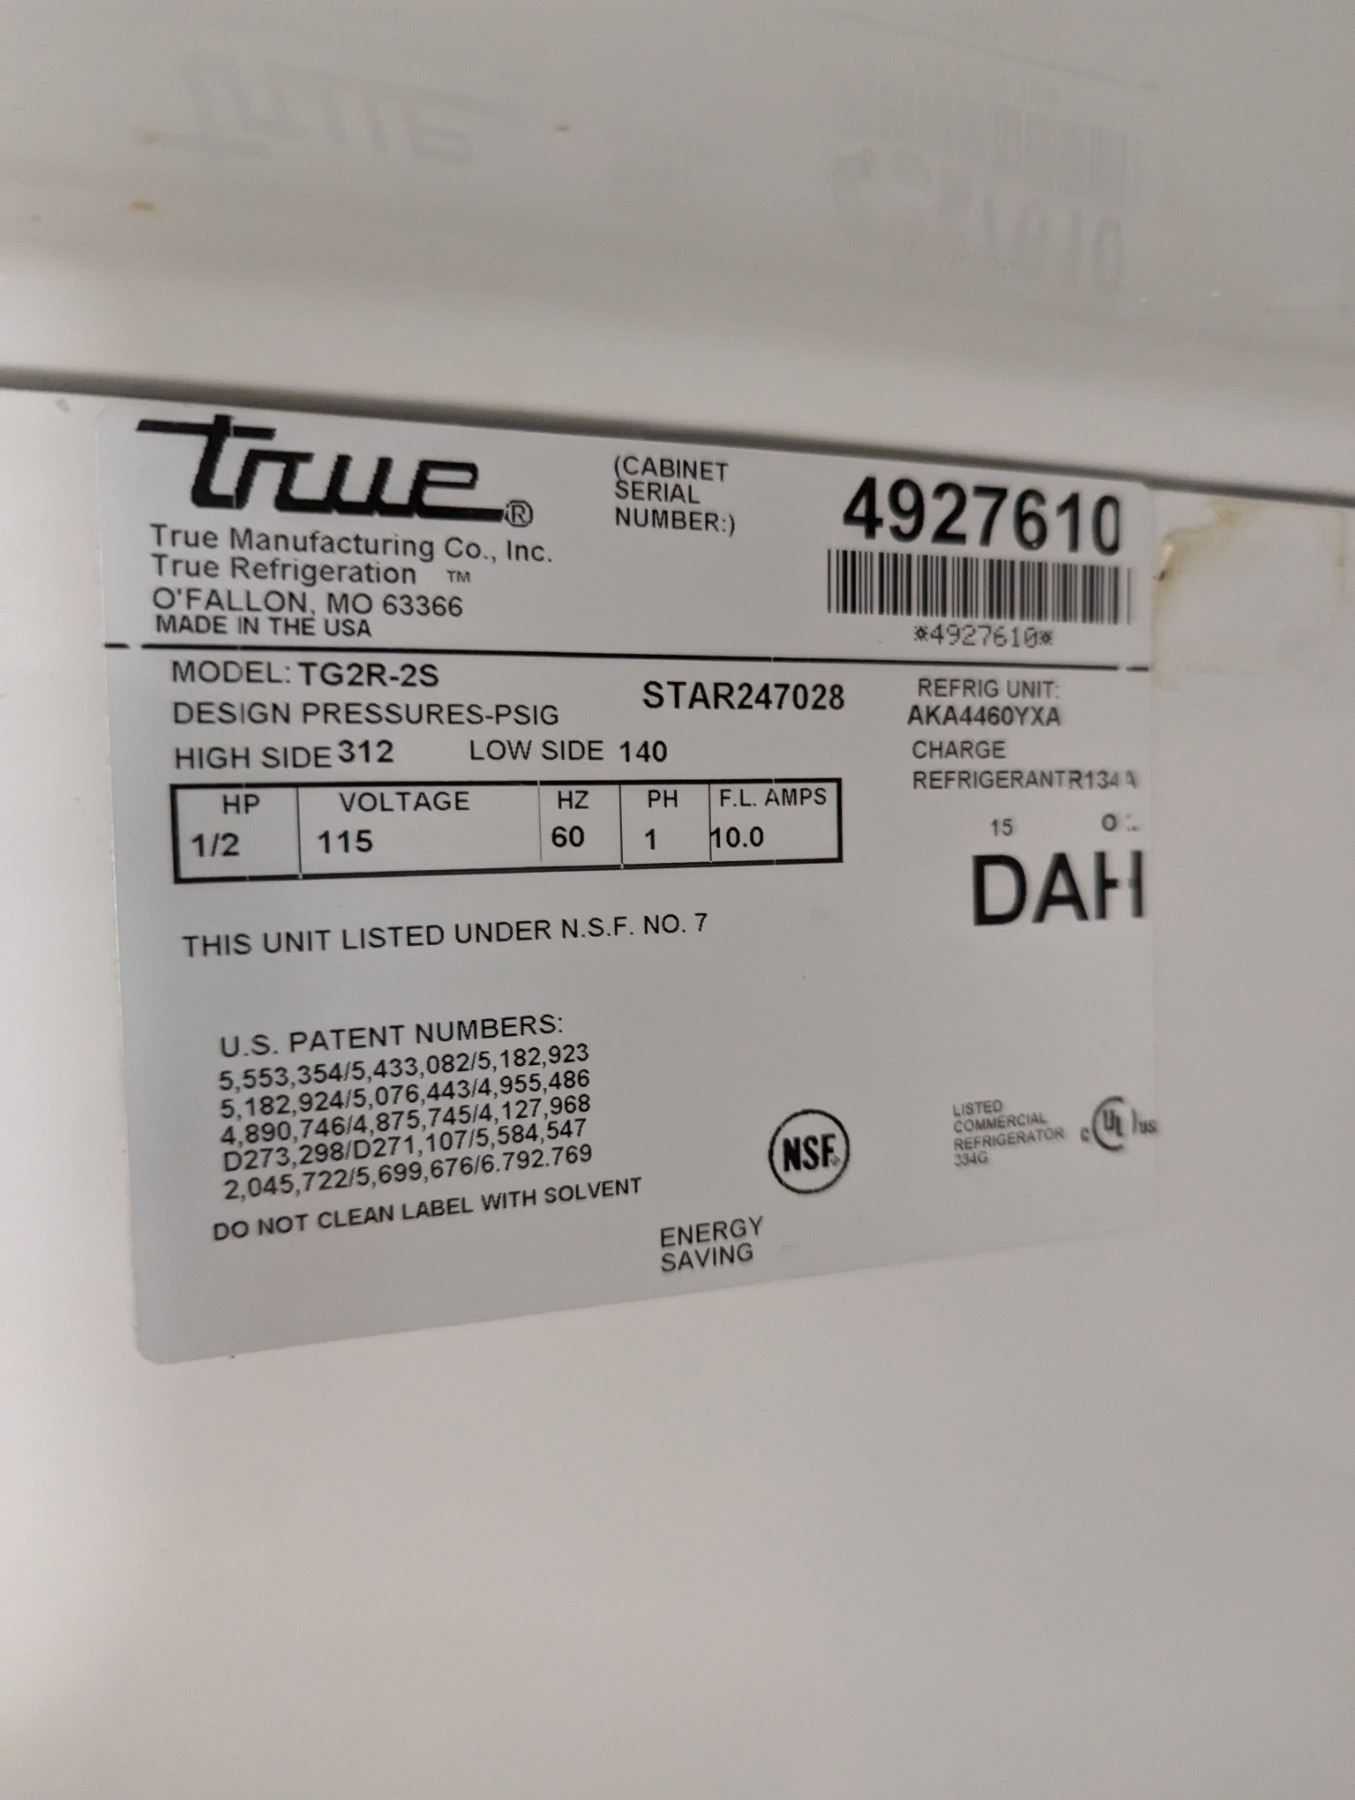 true®
True Manufacturing Co., Inc.
True Refrigeration ™
O'FALLON, MO 63366
MADE IN THE USA
(CABINET
SERIAL
NUMBER:)
4927610
*4927610*
MODEL: TG2R-2S
STAR247028
DESIGN PRESSURES-PSIG
HIGH SIDE 312 LOW SIDE 140
REFRIG UNIT:
AKA4460YXA
CHARGE
REFRIGERANT R134A
15
DAH
HP VOLTAGE HZ PH F.L. AMPS
1/2 115 60 1 10.0
THIS UNIT LISTED UNDER N.S.F. NO. 7
U.S. PATENT NUMBERS:
5,553,354/5,433,082/5,182,923
5,182,924/5,076,443/4,955,486
4,890,746/4,875,745/4,127,968
D273,298/D271,107/5,584,547
2,045,722/5,699,676/6.792.769
DO NOT CLEAN LABEL WITH SOLVENT
NSF
LISTED
COMMERCIAL
REFRIGERATOR
334G
c UL us
ENERGY
SAVING